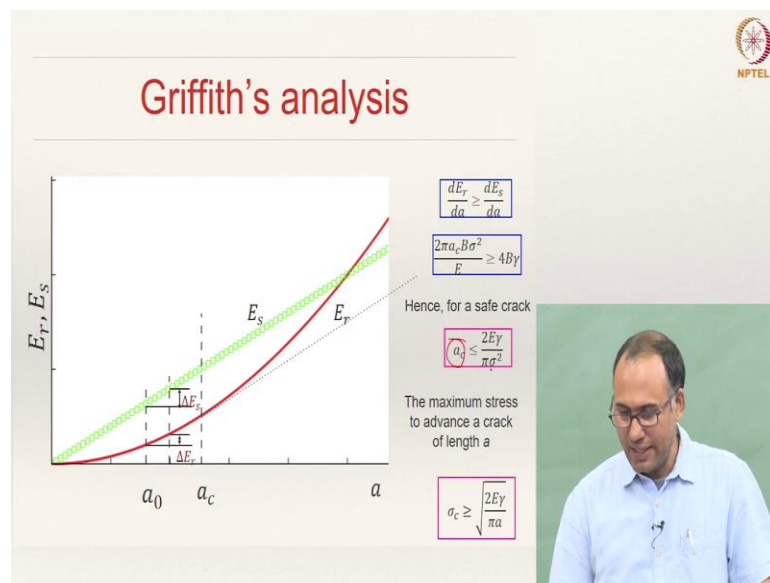 NPTEL
Griffith's analysis
E_r, E_s
E_s
E_r
ΔE_s
ΔE_r
a_0
a_c
a
dE_r/da ≥ dE_s/da
2πa_cBσ²/E ≥ 4Bγ
Hence, for a safe crack
a_c ≤ 2Eγ/πσ²
The maximum stress
to advance a crack
of length a
σ_c ≥ √(2Eγ/πa)